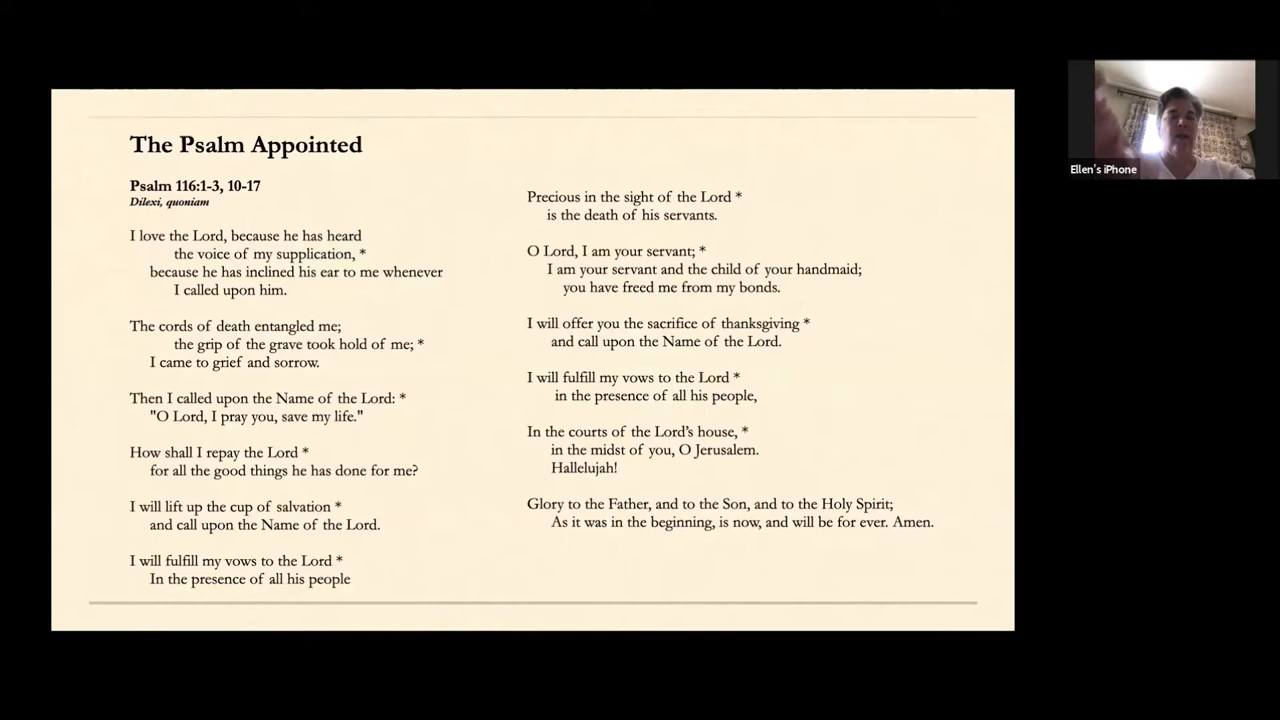 The Psalm Appointed
Psalm 116:1-3, 10-17
Dilexi, quoniam
I love the Lord, because he has heard
the voice of my supplication, *
because he has inclined his ear to me whenever
I called upon him.
The cords of death entangled me;
the grip of the grave took hold of me; *
I came to grief and sorrow.
Then I called upon the Name of the Lord: *
"O Lord, I pray you, save my life."
How shall I repay the Lord *
for all the good things he has done for me?
I will lift up the cup of salvation *
and call upon the Name of the Lord.
I will fulfill my vows to the Lord *
In the presence of all his people
Precious in the sight of the Lord *
is the death of his servants.
O Lord, I am your servant; *
I am your servant and the child of your handmaid;
you have freed me from my bonds.
I will offer you the sacrifice of thanksgiving *
and call upon the Name of the Lord.
I will fulfill my vows to the Lord *
in the presence of all his people,
In the courts of the Lord’s house, *
in the midst of you, O Jerusalem.
Hallelujah!
Glory to the Father, and to the Son, and to the Holy Spirit;
As it was in the beginning, is now, and will be for ever. Amen.
Ellen's iPhone